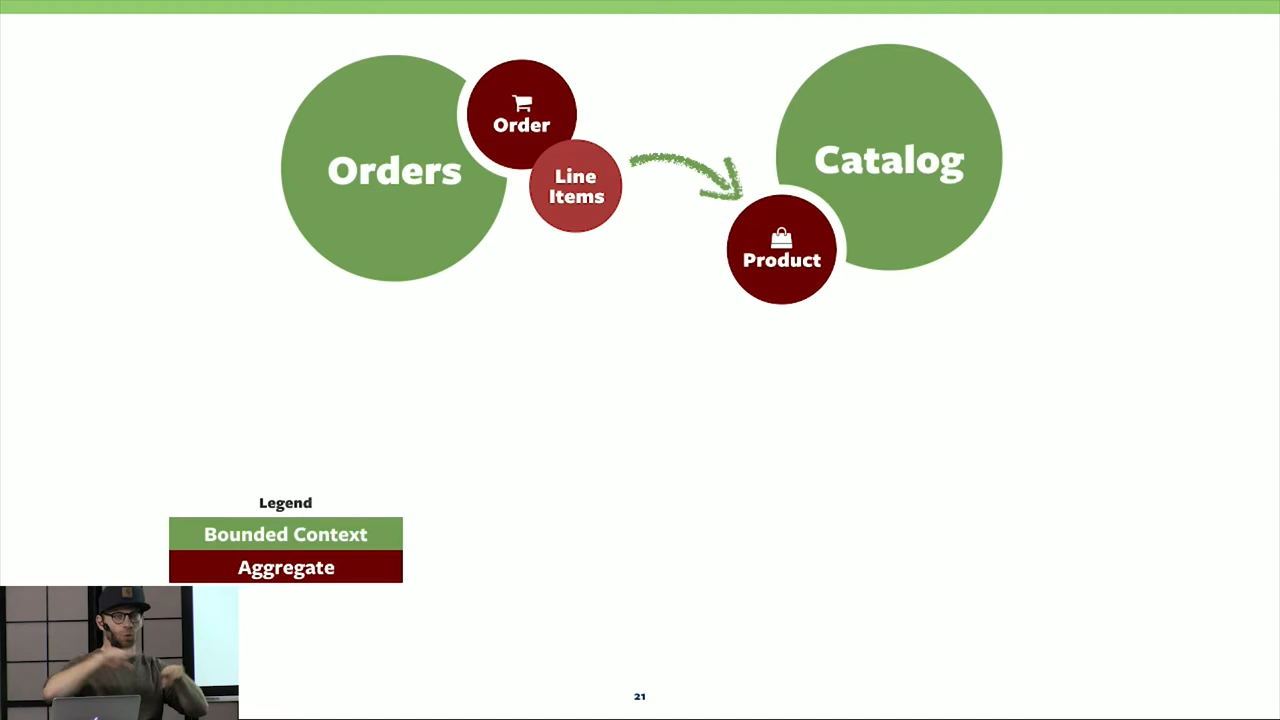 Orders
Order
Line
Items
Catalog
Product
Legend
Bounded Context
Aggregate
21